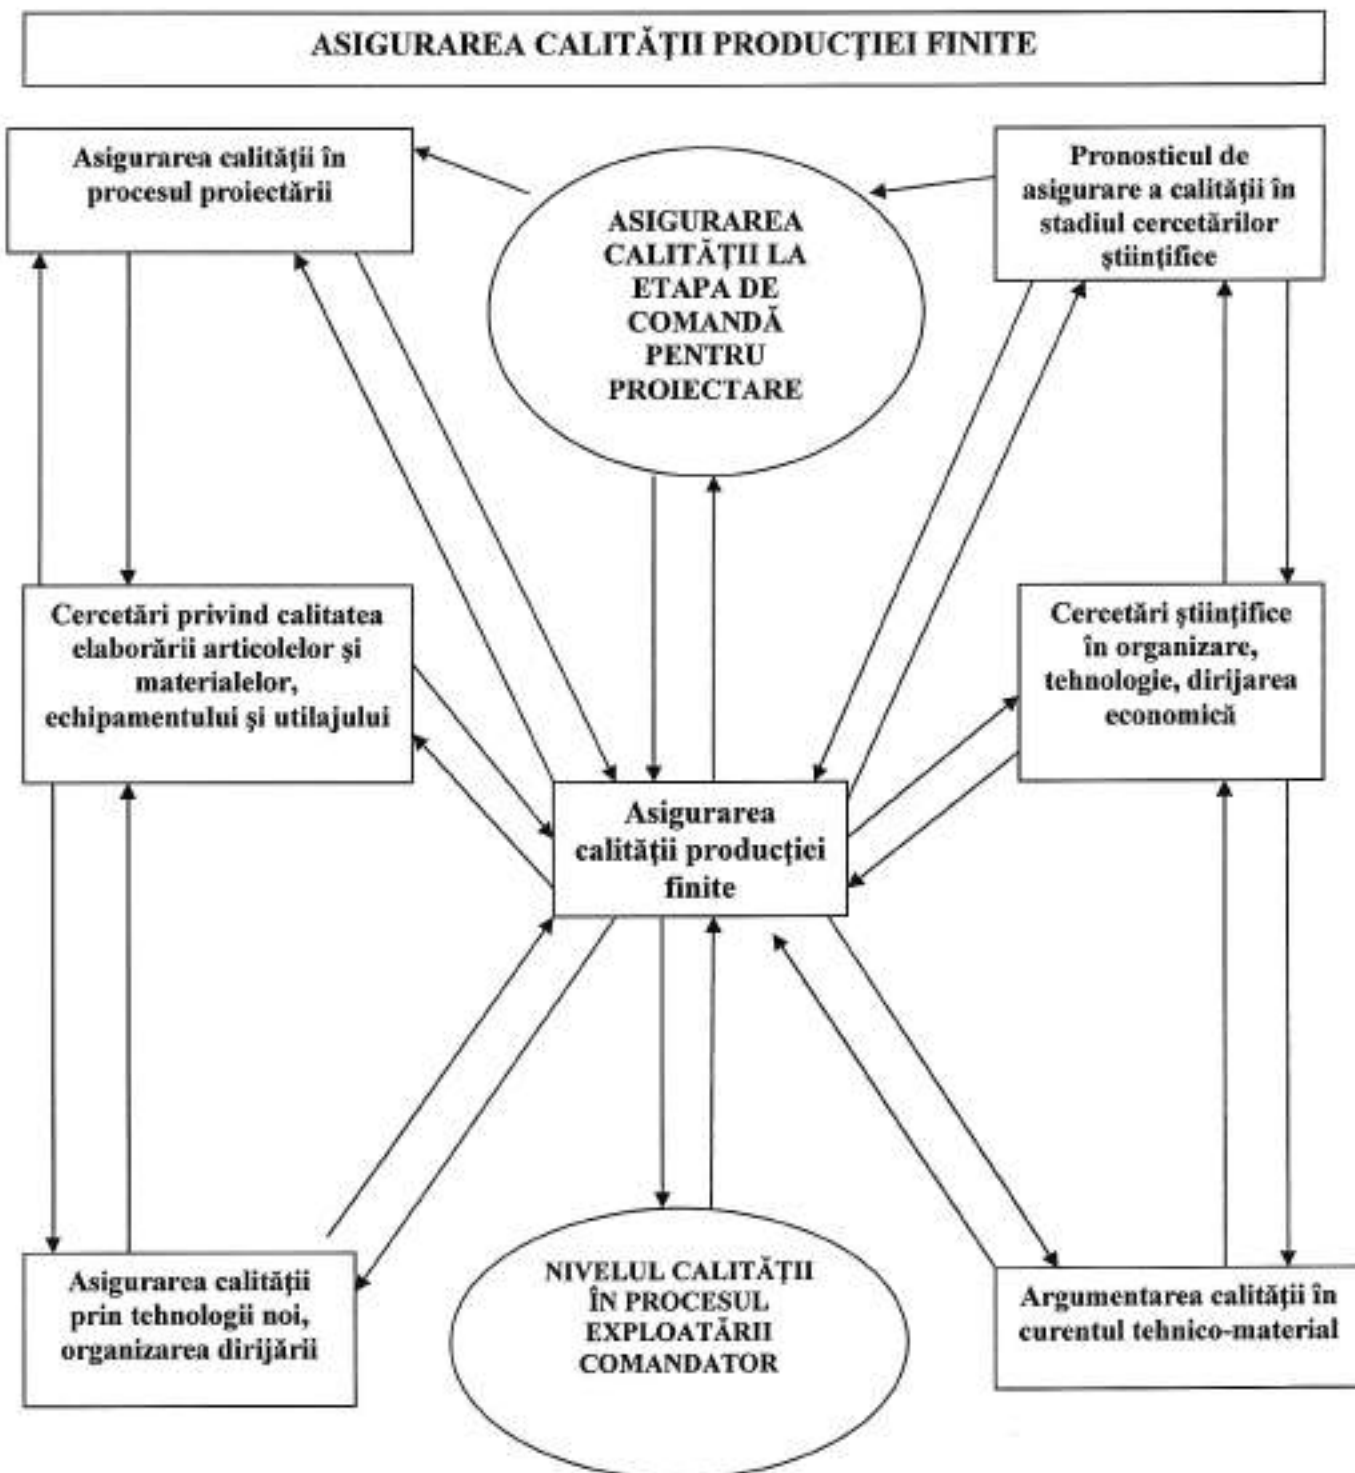 ASIGURAREA CALITĂŢII PRODUCŢIEI FINITE
Asigurarea calităţii în
procesul proiectării
ASIGURAREA
CALITĂŢII LA
ETAPA DE
COMANDĂ
PENTRU
PROIECTARE
Pronosticul de
asigurare a calităţii în
stadiul cercetărilor
ştiinţifice
Cercetări privind calitatea
elaborării articolelor şi
materialelor,
echipamentului şi utilajului
Cercetări ştiinţifice
în organizare,
tehnologie, dirijarea
economică
Asigurarea
calităţii producţiei
finite
Asigurarea calităţii
prin tehnologii noi,
organizarea dirijării
NIVELUL CALITĂŢII
ÎN PROCESUL
EXPLOATĂRII
COMANDATOR
Argumentarea calităţii în
curentul tehnico-material